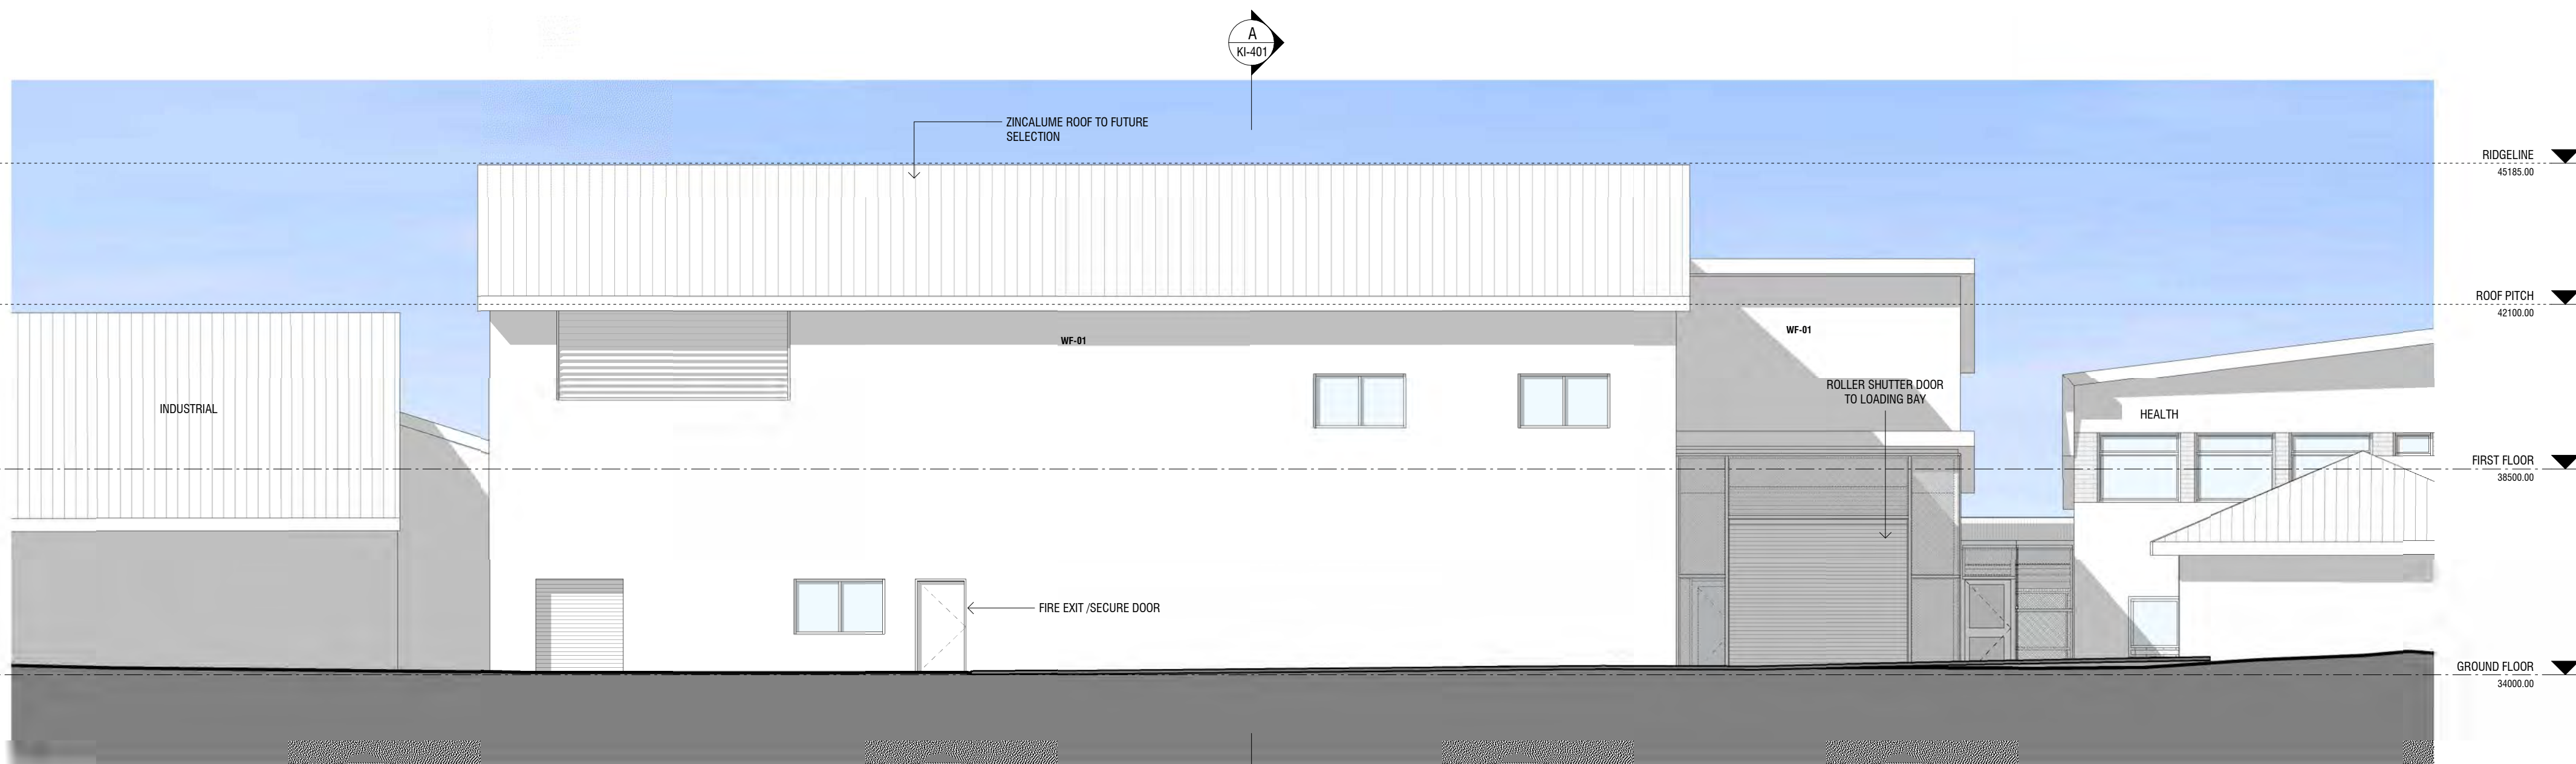 A
KI-401
ZINCALUME ROOF TO FUTURE
SELECTION
RIDGELINE
45185.00
ROOF PITCH
42100.00
WF-01
WF-01
ROLLER SHUTTER DOOR
TO LOADING BAY
INDUSTRIAL
HEALTH
FIRST FLOOR
38500.00
FIRE EXIT /SECURE DOOR
GROUND FLOOR
34000.00